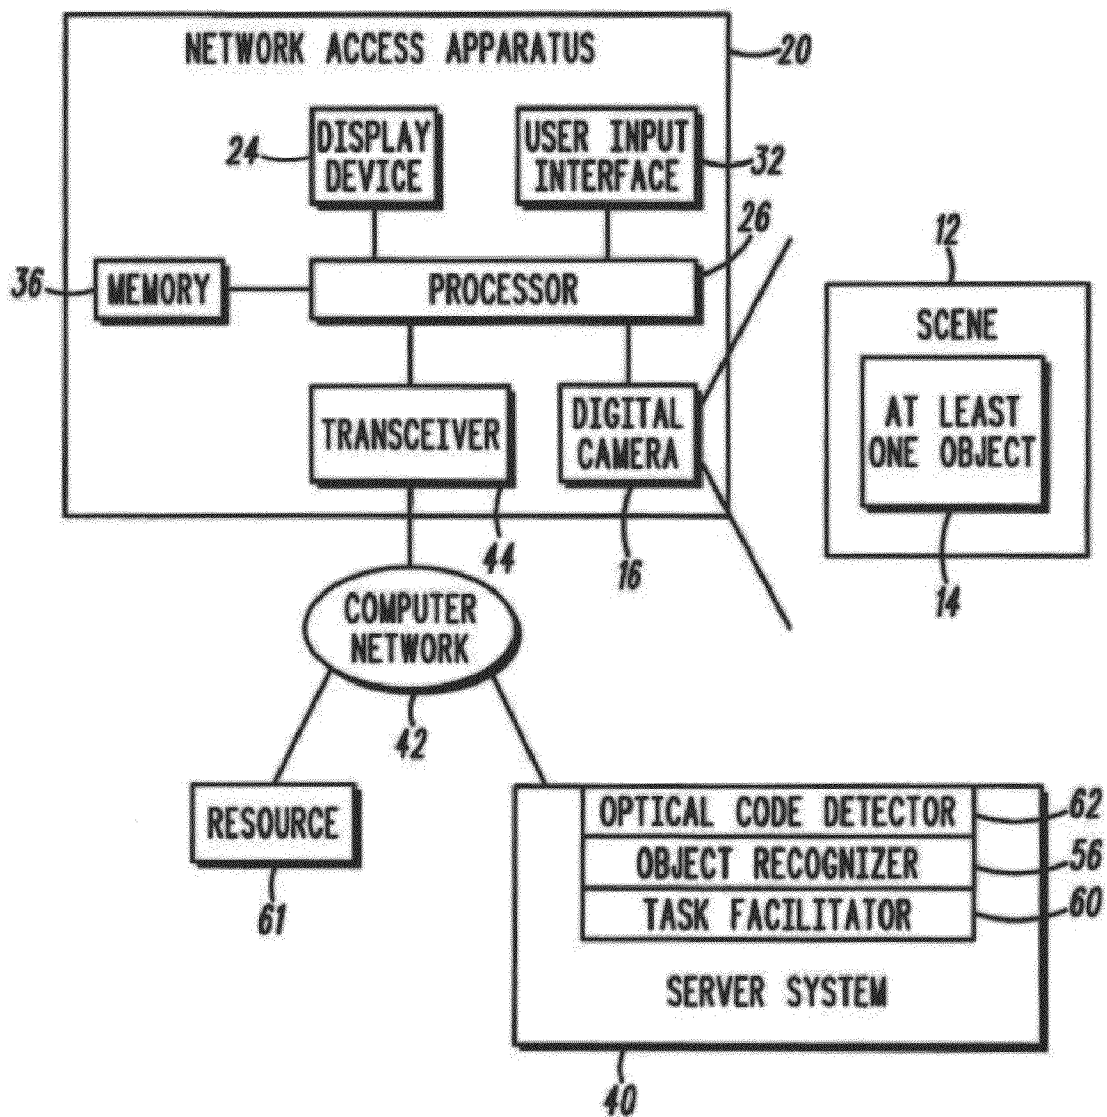 NETWORK ACCESS APPARATUS
20
DISPLAY
DEVICE
24
USER INPUT
INTERFACE
32
26
12
36
MEMORY
PROCESSOR
SCENE
TRANSCEIVER
DIGITAL
CAMERA
AT LEAST
ONE OBJECT
44
16
14
COMPUTER
NETWORK
42
RESOURCE
61
OPTICAL CODE DETECTOR
62
OBJECT RECOGNIZER
56
TASK FACILITATOR
60
SERVER SYSTEM
40